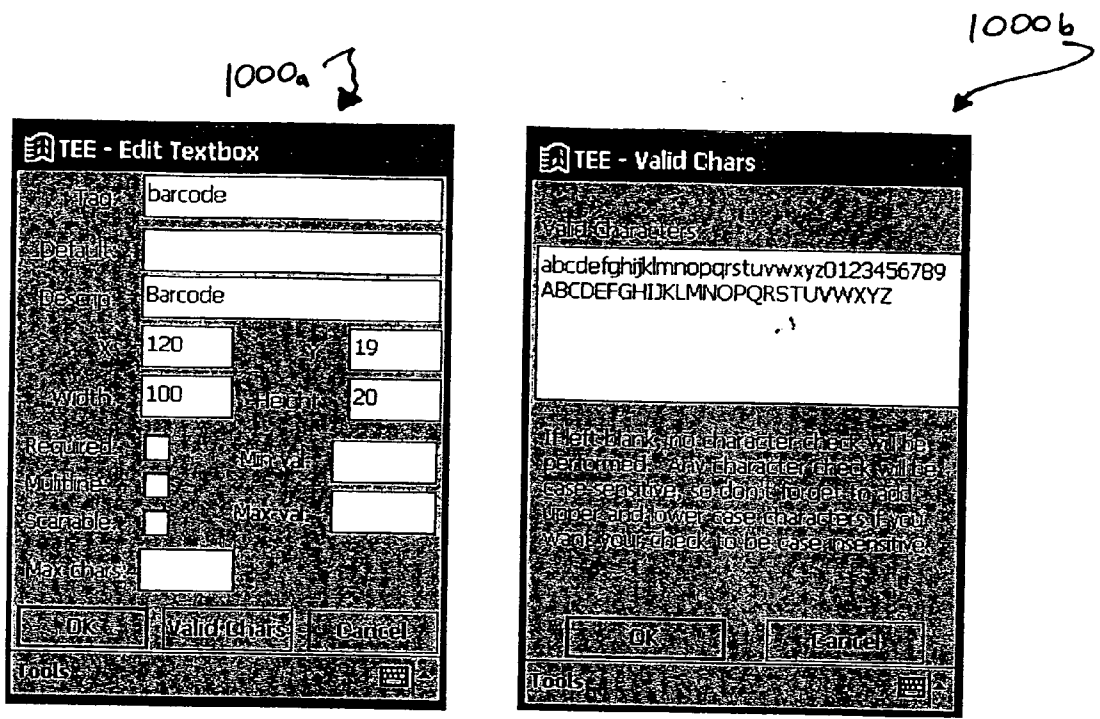 1000a
1000b
TEE - Edit Textbox
Tag: barcode
Default:
Descrip: Barcode
X: 120 Y: 19
Width: 100 Height: 20
Required:
Min val:
Multiline:
Scanable:
Max val:
Max chars:
OK Valid Chars Cancel
Tools
TEE - Valid Chars
Valid Characters:
abcdefghijklmnopqrstuvwxyz0123456789
ABCDEFGHIJKLMNOPQRSTUVWXYZ
If left blank, no character check will be
performed. Any character check will be
case-sensitive, so don't forget to add
upper and lower case characters if you
want your check to be case insensitive.
OK Cancel
Tools